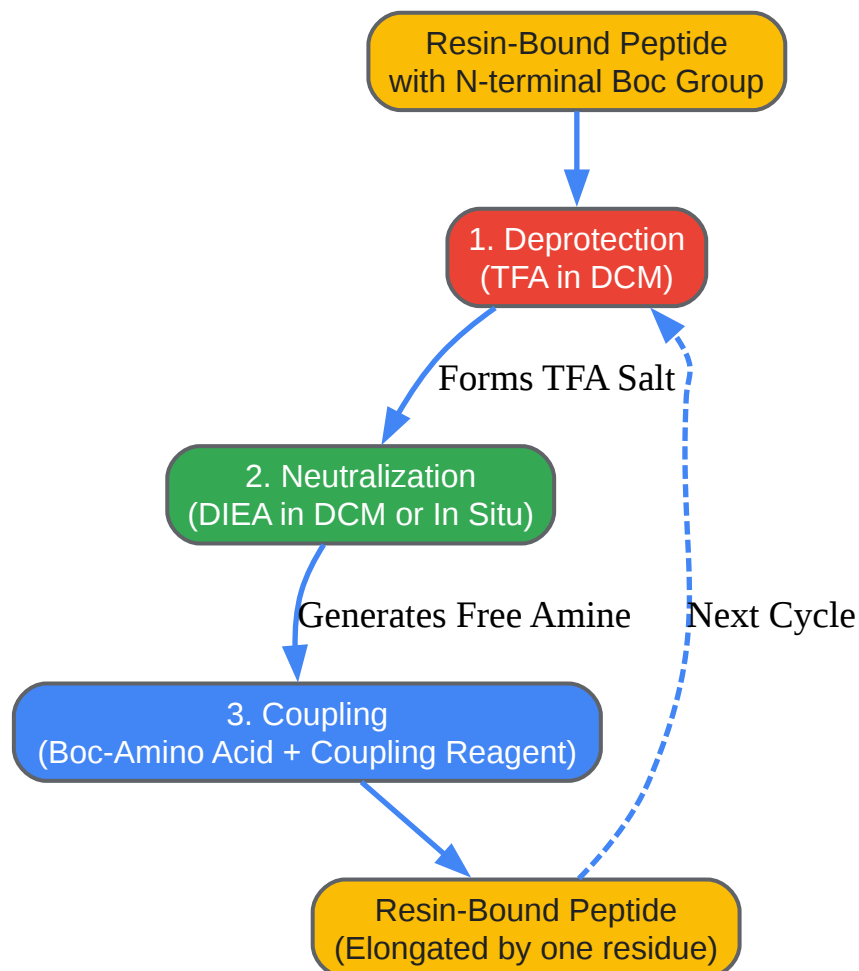 Resin-Bound Peptide
with N-terminal Boc Group
1. Deprotection
(TFA in DCM)
Forms TFA Salt
2. Neutralization
(DIEA in DCM or In Situ)
Generates Free Amine
Next Cycle
3. Coupling
(Boc-Amino Acid + Coupling Reagent)
Resin-Bound Peptide
(Elongated by one residue)